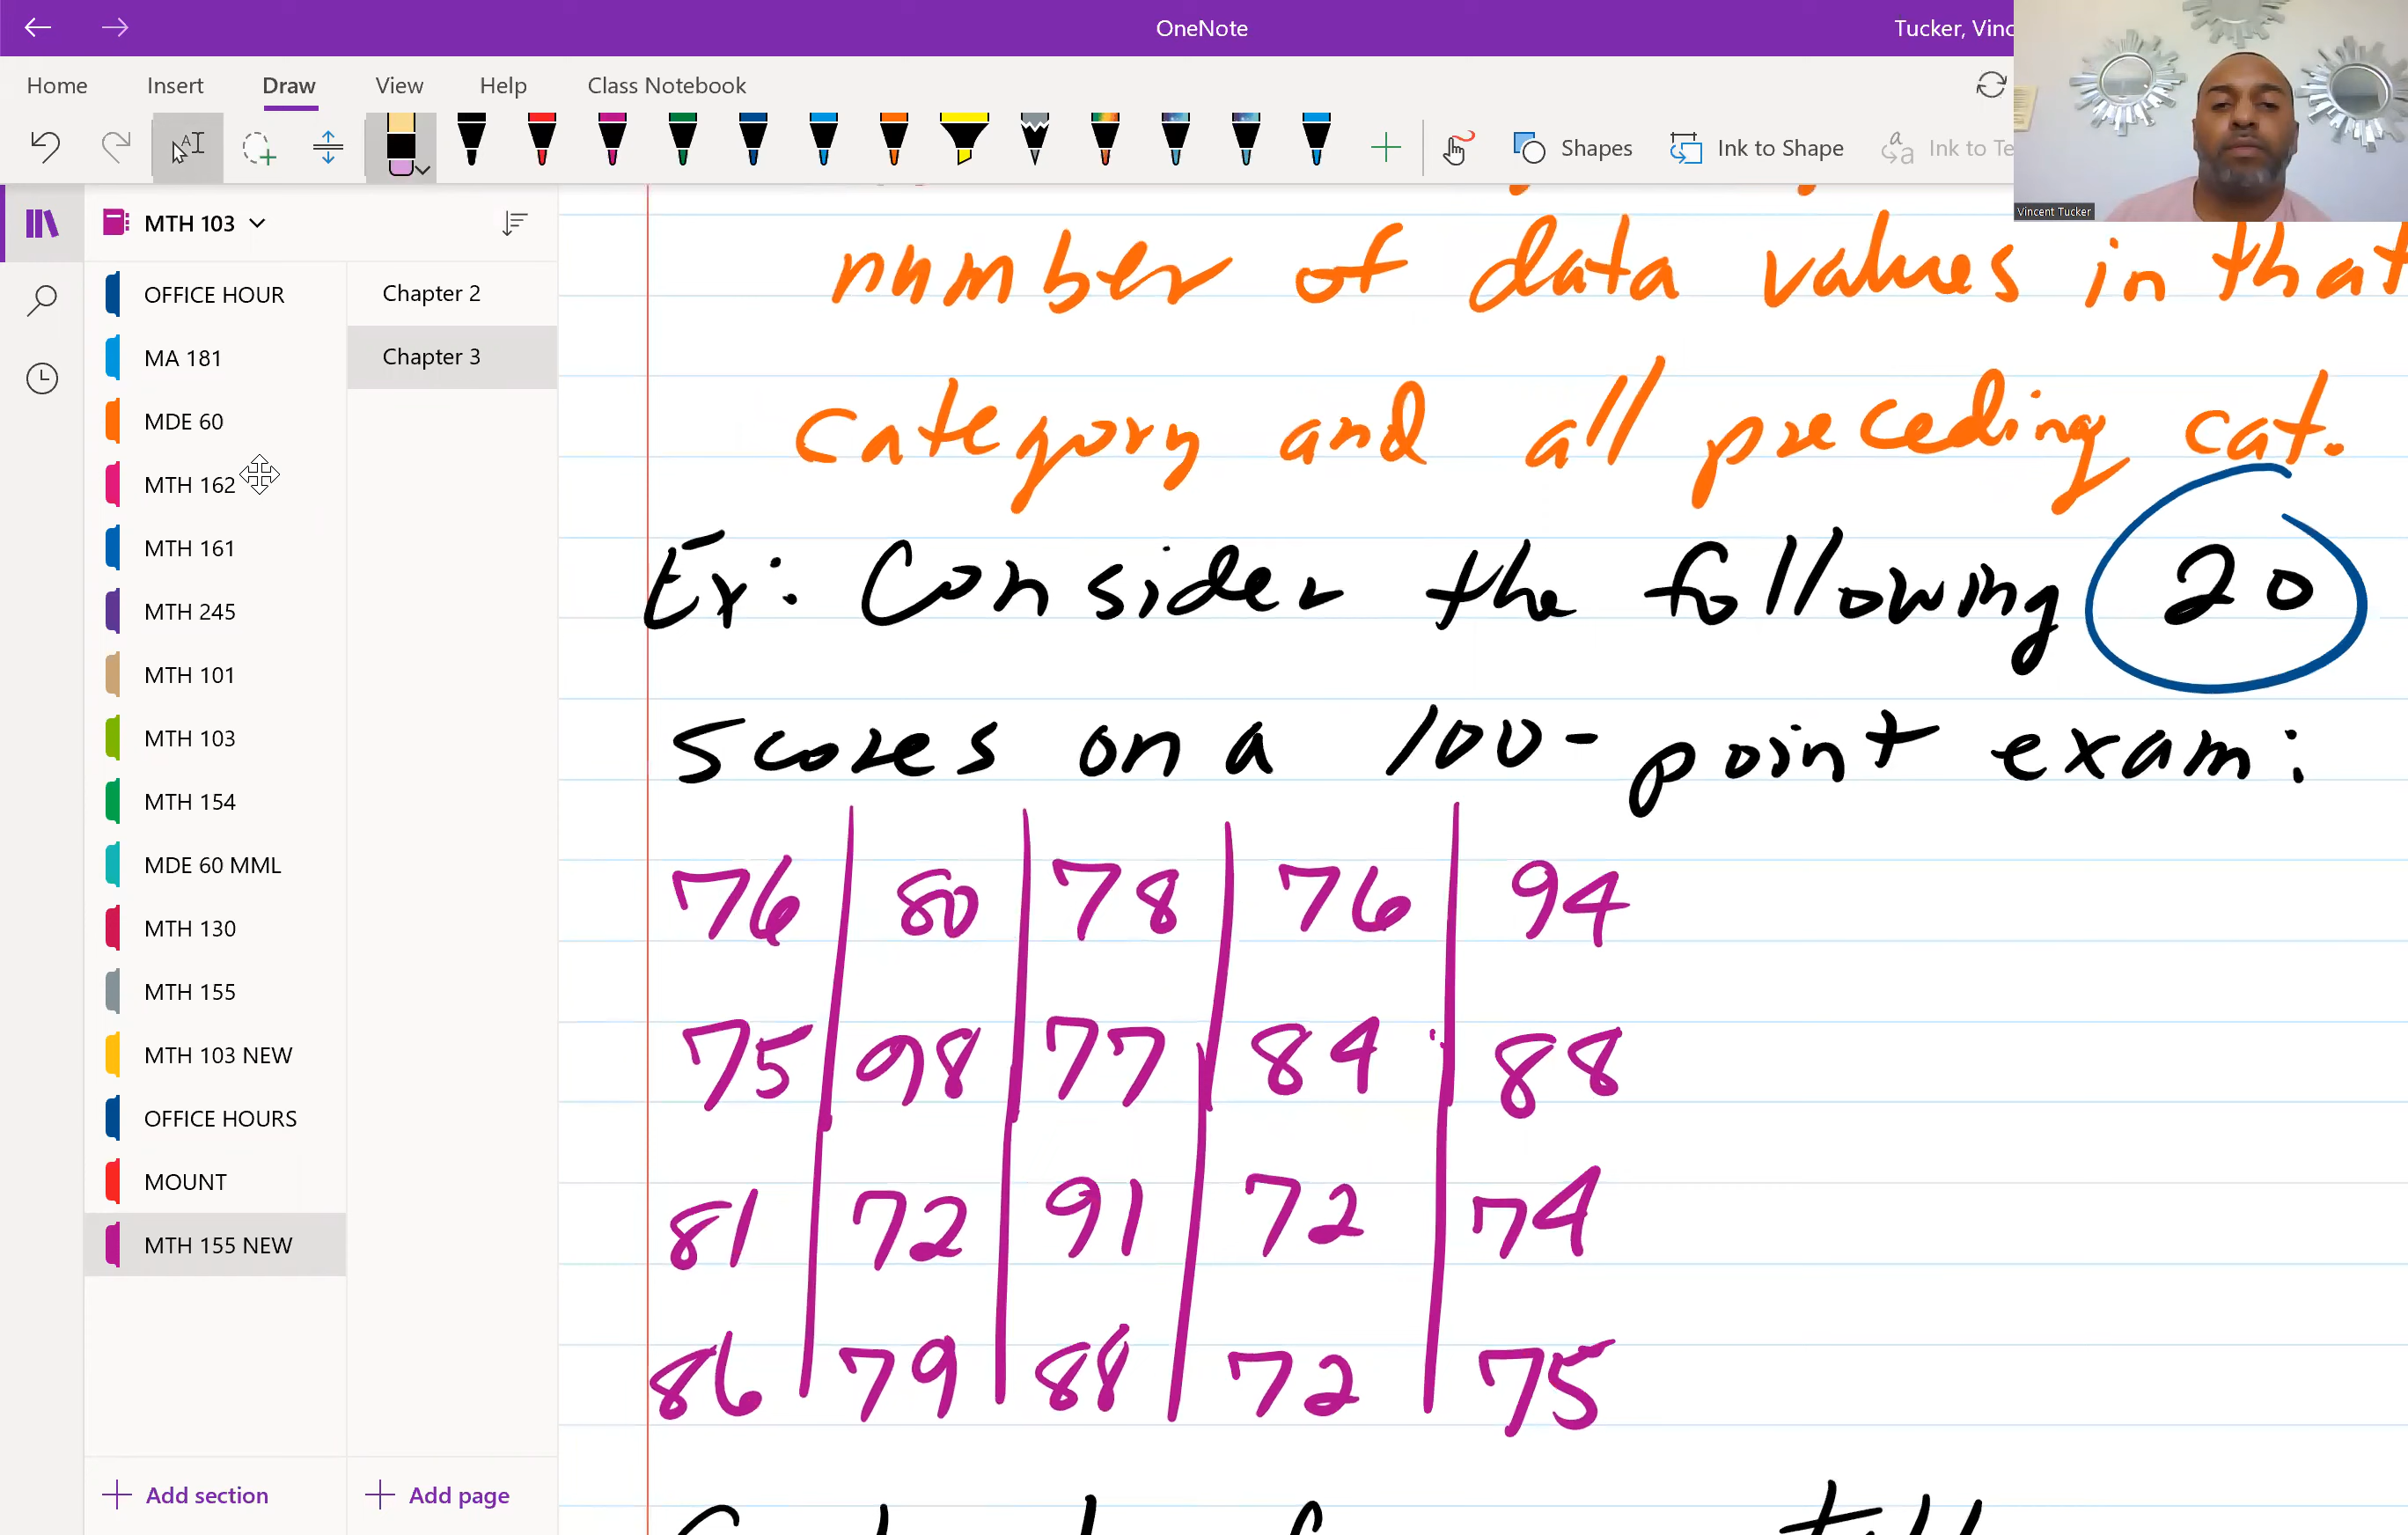 OneNote
Tucker, Vinc
Home Insert Draw View Help Class Notebook
Shapes Ink to Shape Ink to Te
Vincent Tucker
MTH 103
OFFICE HOUR
MA 181
MDE 60
MTH 162
MTH 161
MTH 245
MTH 101
MTH 103
MTH 154
MDE 60 MML
MTH 130
MTH 155
MTH 103 NEW
OFFICE HOURS
MOUNT
MTH 155 NEW
Add section
Chapter 2
Chapter 3
Add page
number of data values in that
category and all preceding cat.
Ex: Consider the following 20
scores on a 100-point exam:
76 80 78 76 94
75 98 77 84 88
81 72 91 72 74
86 79 88 72 75